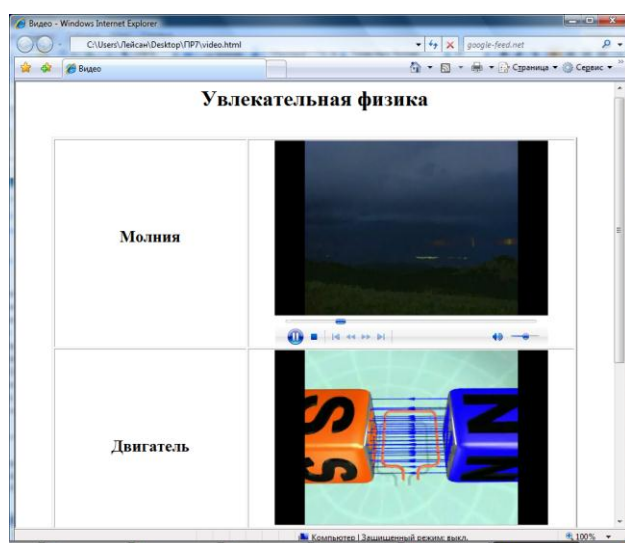 Видео - Windows Internet Explorer
C:\Users\Лейсан\Desktop\ПР7\video.html
google-feed.net
Видео
Страница
Сервис
Увлекательная физика
Молния
Двигатель
S N
S N
Компьютер | Защищенный режим: выкл.
100%